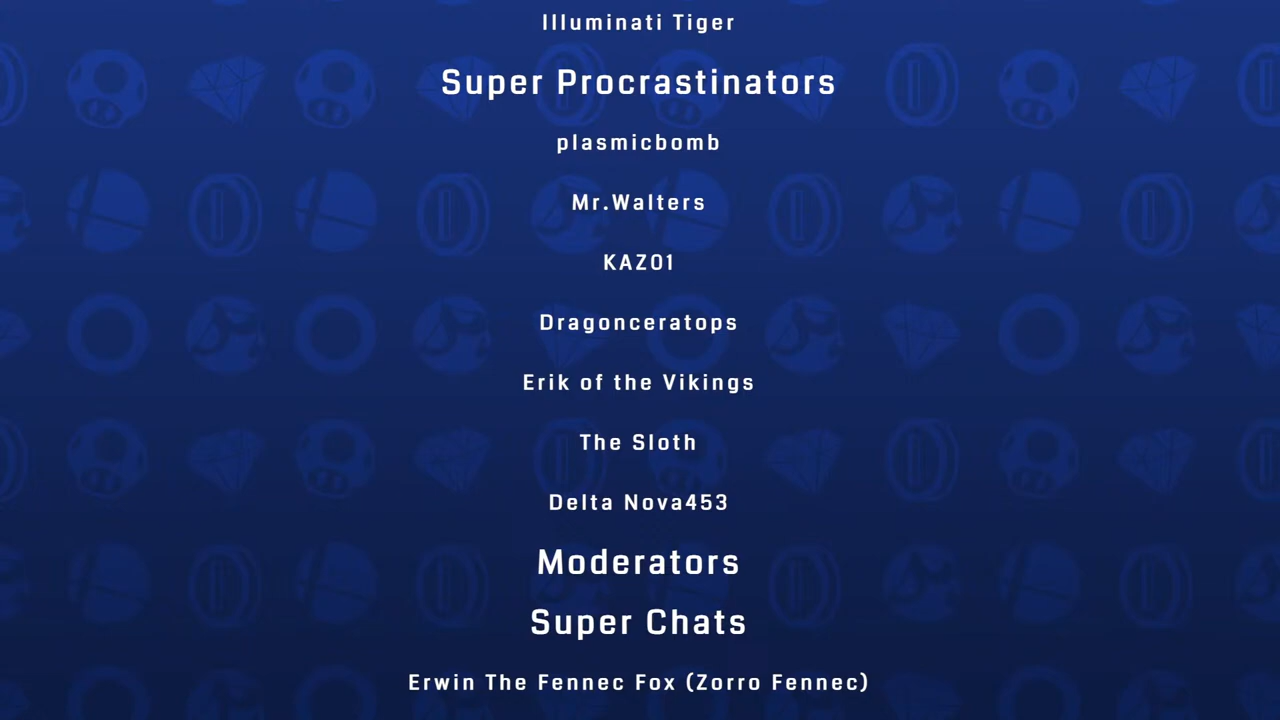 Illuminati Tiger
Super Procrastinators
plasmicbomb
Mr.Walters
KAZ01
Dragonceratops
Erik of the Vikings
The Sloth
Delta Nova453
Moderators
Super Chats
Erwin The Fennec Fox (Zorro Fennec)